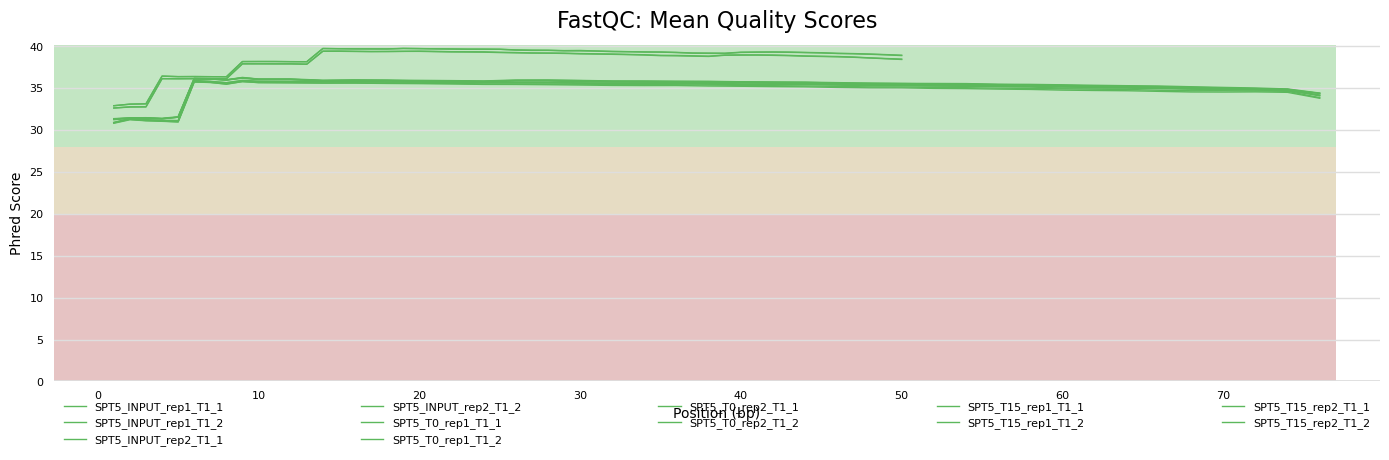 FastQC: Mean Quality Scores
40
35
30
25
20
15
10
5
0
Phred Score
0 10 20 30 40 50 60 70
Position (bp)
SPT5_INPUT_rep1_T1_1 SPT5_INPUT_rep2_T1_2 SPT5_T0_rep2_T1_1 SPT5_T15_rep1_T1_1 SPT5_T15_rep2_T1_1
SPT5_INPUT_rep1_T1_2 SPT5_T0_rep1_T1_1 SPT5_T0_rep2_T1_2 SPT5_T15_rep1_T1_2 SPT5_T15_rep2_T1_2
SPT5_INPUT_rep2_T1_1 SPT5_T0_rep1_T1_2